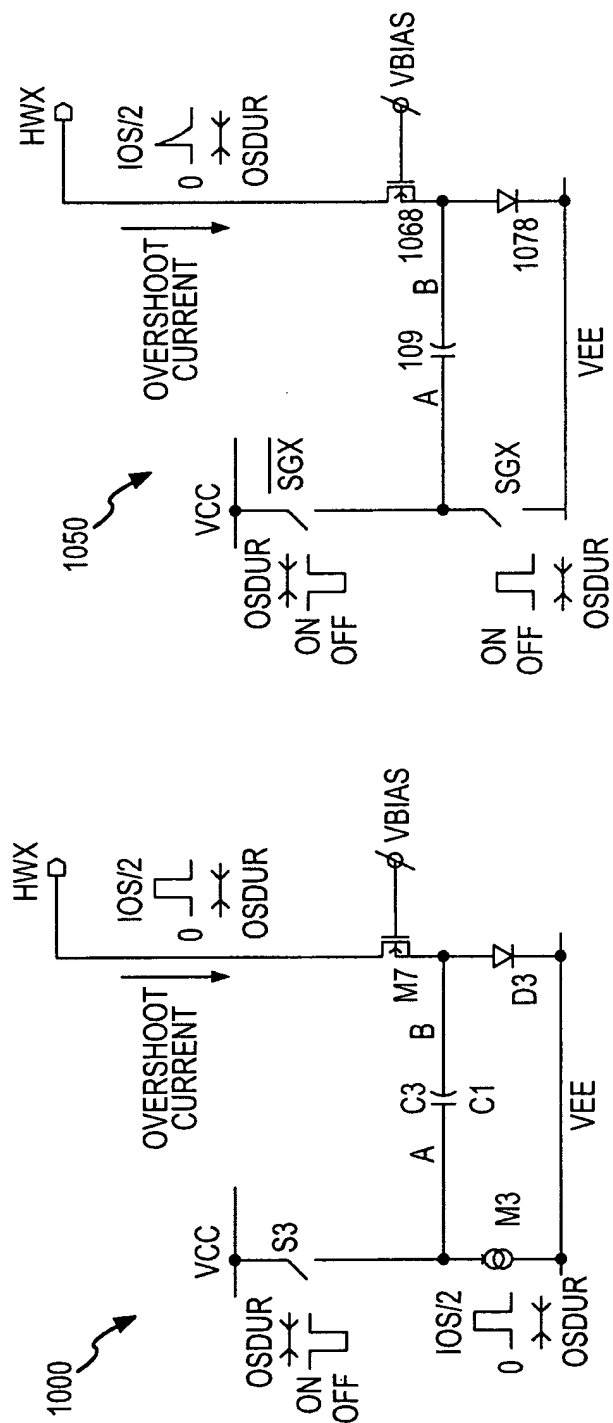 1000
VCC
OSDUR
ON
OFF
S3
OVERSHOOT
CURRENT
HWX
IOS/2
0
OSDUR
A
C3
C1
B
M7
VBIAS
IOS/2
0
OSDUR
M3
D3
VEE
1050
VCC
OSDUR
ON
OFF
SGX
OVERSHOOT
CURRENT
HWX
IOS/2
0
OSDUR
A
109
B
1068
VBIAS
ON
OFF
OSDUR
SGX
1078
VEE